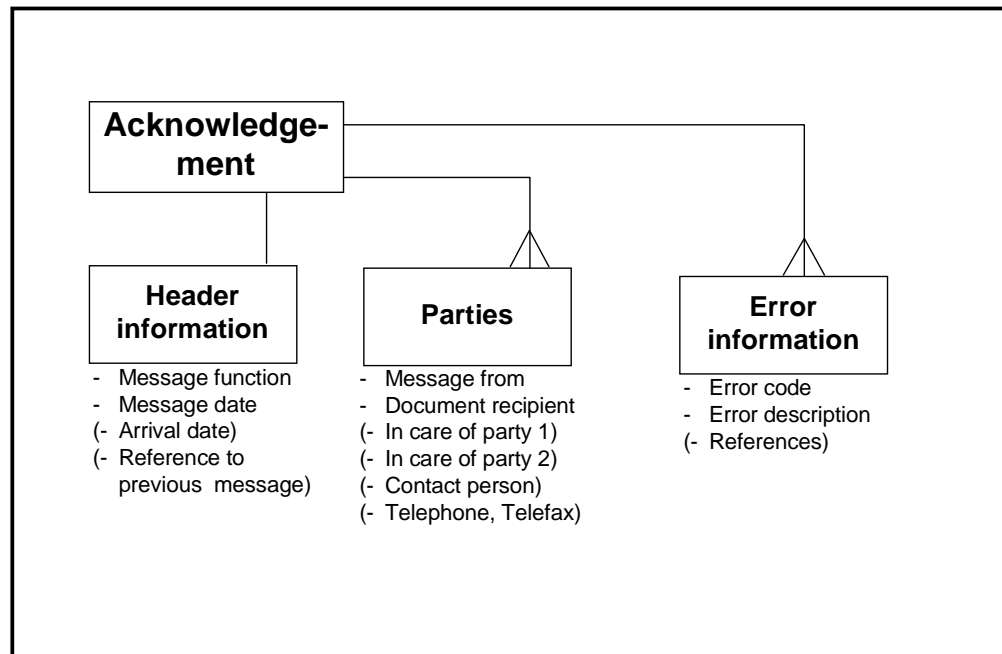 Acknowledge-
ment
Header
information
- Message function
- Message date
(- Arrival date)
(- Reference to
previous message)
Parties
- Message from
- Document recipient
(- In care of party 1)
(- In care of party 2)
(- Contact person)
(- Telephone, Telefax)
Error
information
- Error code
- Error description
(- References)